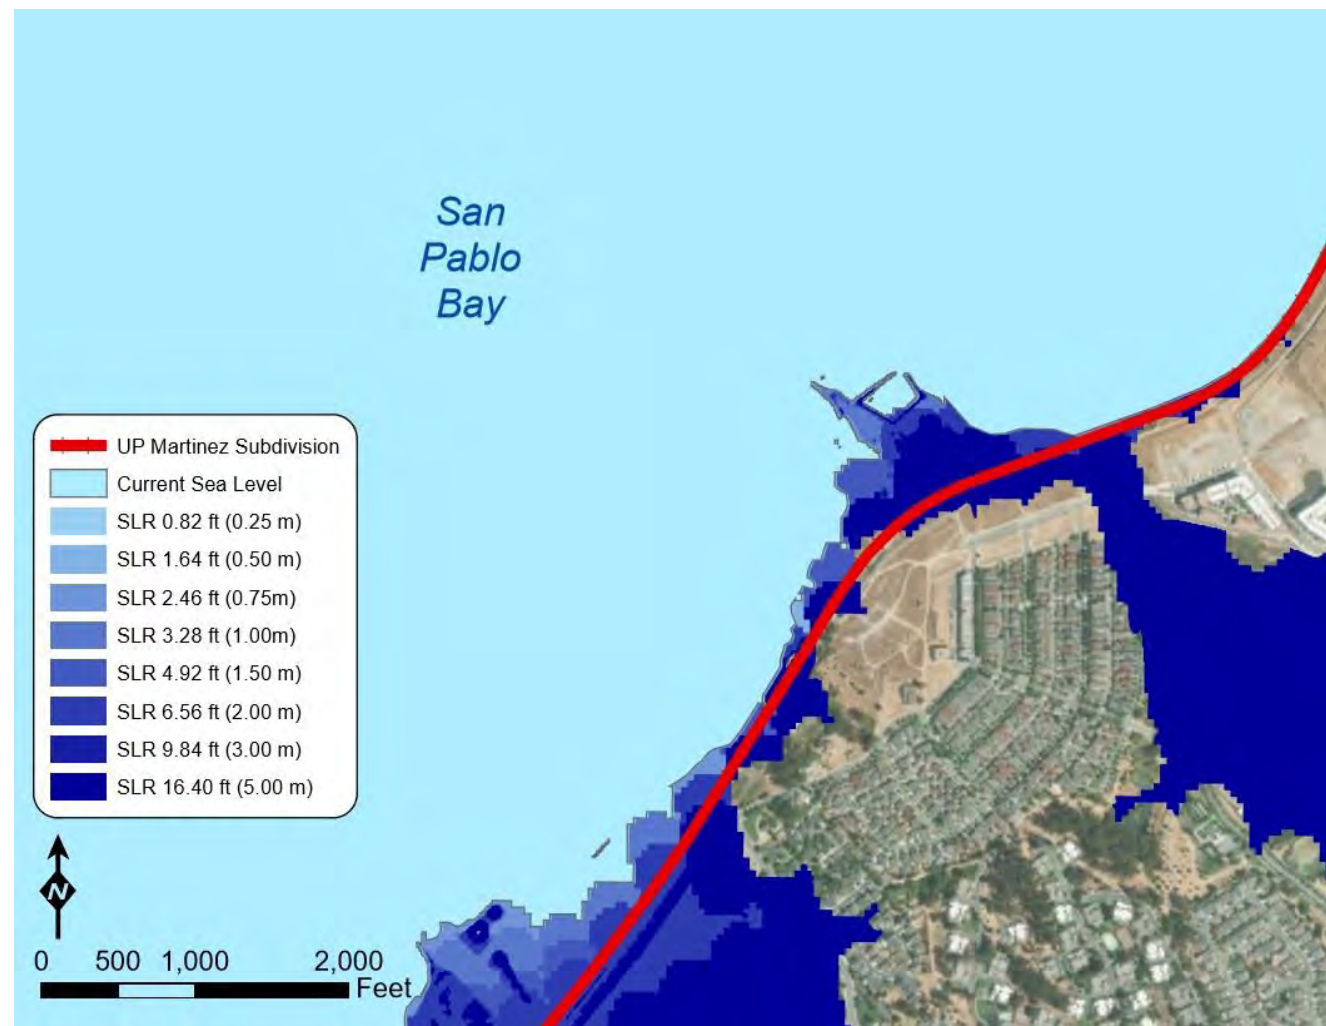 San
Pablo
Bay
UP Martinez Subdivision
Current Sea Level
SLR 0.82 ft (0.25 m)
SLR 1.64 ft (0.50 m)
SLR 2.46 ft (0.75m)
SLR 3.28 ft (1.00m)
SLR 4.92 ft (1.50 m)
SLR 6.56 ft (2.00 m)
SLR 9.84 ft (3.00 m)
SLR 16.40 ft (5.00 m)
N
0 500 1,000 2,000
Feet